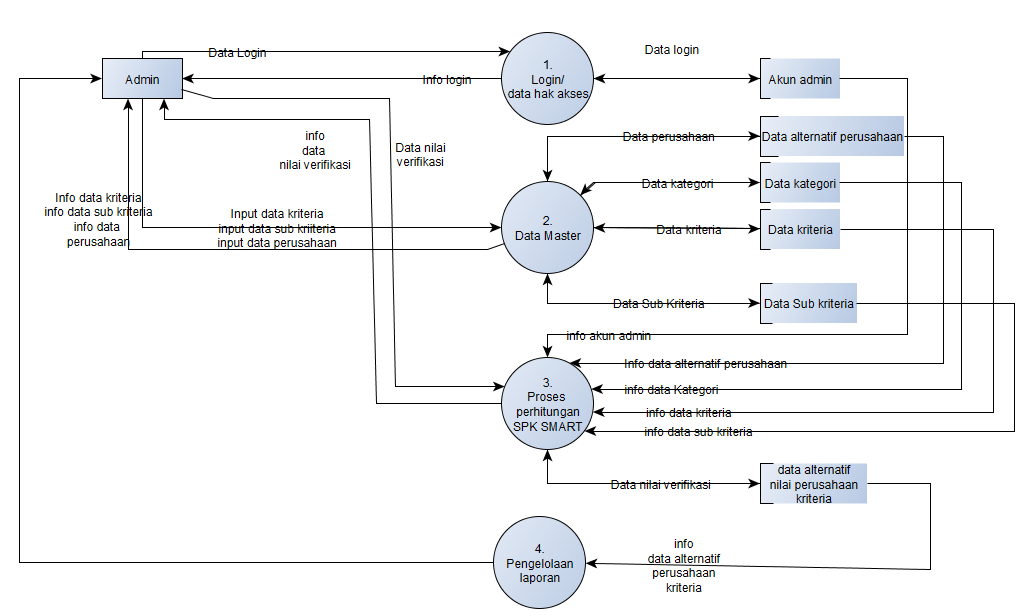 Data Login
Data login
1.
Login/
data hak akses
Admin
Info login
Akun admin
info
data
nilai verifikasi
Data nilai
verifikasi
Data perusahaan
Data alternatif perusahaan
Data kategori
Data kategori
Info data kriteria
info data sub kriteria
info data
perusahaan
Input data kriteria
input data sub kriiteria
input data perusahaan
2.
Data Master
Data kriteria
Data kriteria
Data Sub Kriteria
Data Sub kriteria
info akun admin
Info data alternatif perusahaan
3.
Proses
perhitungan
SPK SMART
info data Kategori
info data kriteria
info data sub kriteria
Data nilai verifikasi
data alternatif
nilai perusahaan
kriteria
4.
Pengelolaan
laporan
info
data alternatif
perusahaan
kriteria